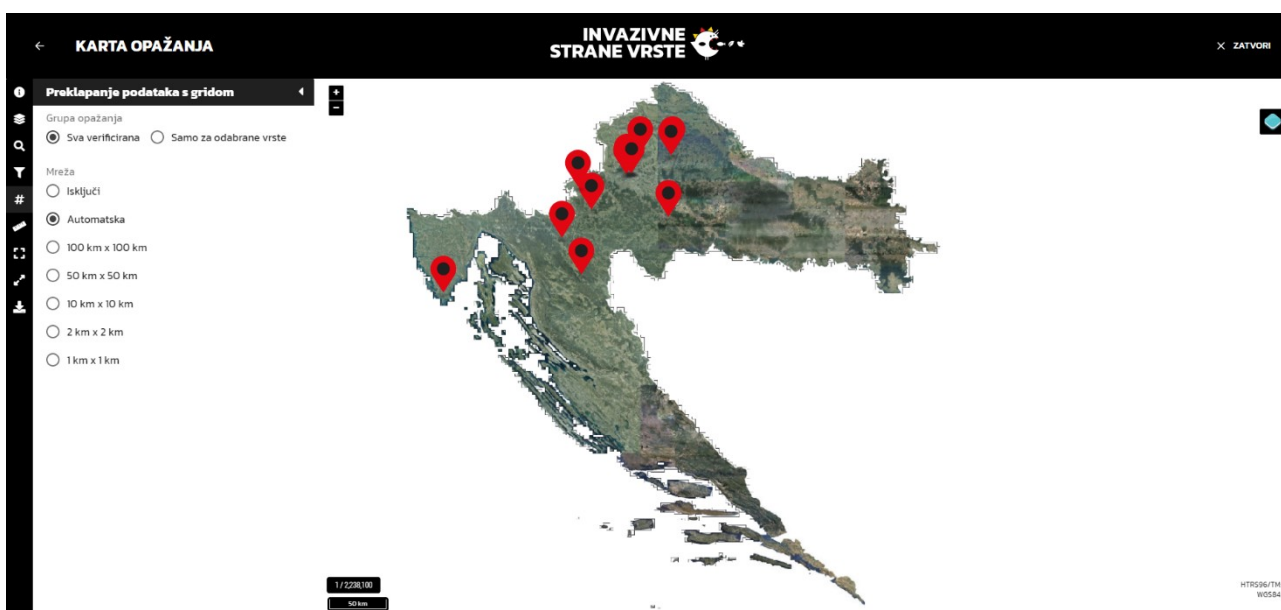 KARTA OPAŽANJA
INVAZIVNE
STRANE VRSTE
ZATVORI
Preklapanje podataka s gridom
Grupa opažanja
Sva verificirana
Samo za odabrane vrste
Mreža
Isključi
Automatska
100 km x 100 km
50 km x 50 km
10 km x 10 km
2 km x 2 km
1 km x 1 km
1 / 2,238,100
50 km
HTRS96/TM
WGS84